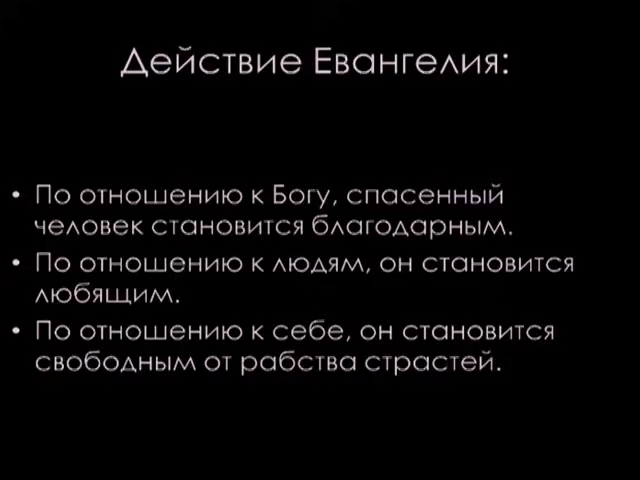 Действие Евангелия:
• По отношению к Богу, спасенный
человек становится благодарным.
• По отношению к людям, он становится
любящим.
• По отношению к себе, он становится
свободным от рабства страстей.